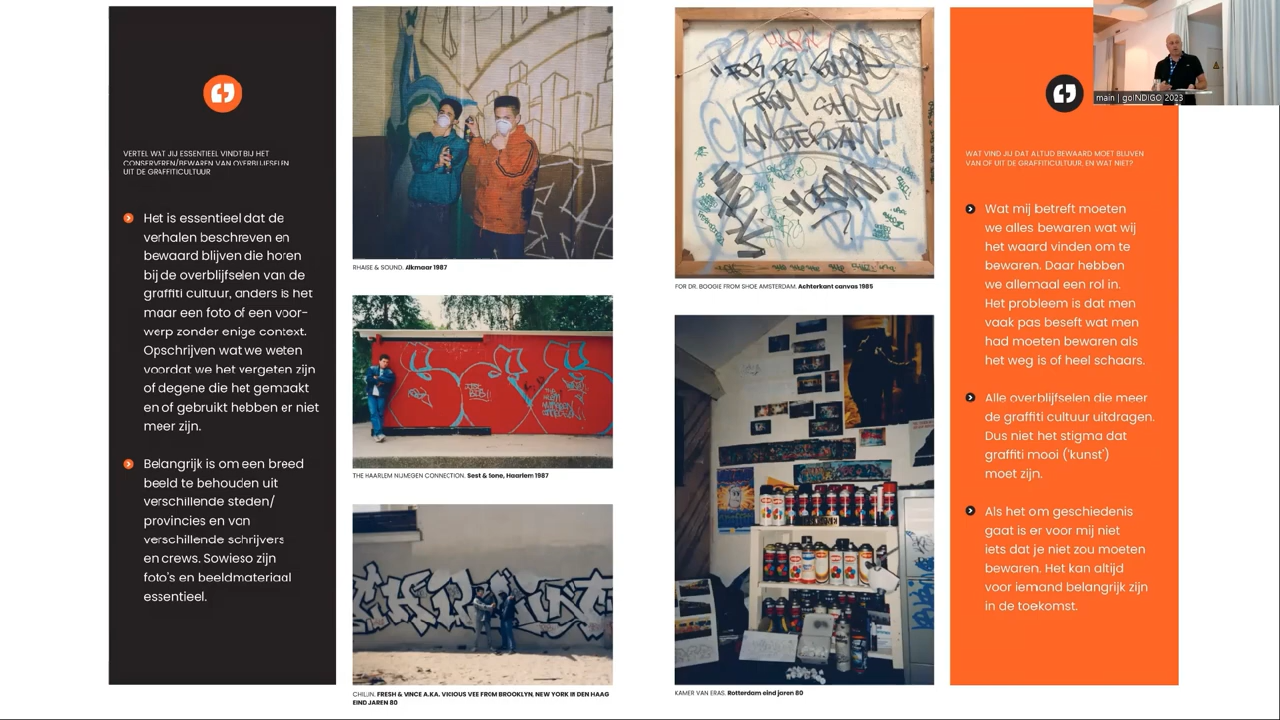 VERTEL WAT JIJ ESSENTIEEL VINDT BIJ HET
CONSERVEREN/BEWAREN VAN OVERBLIJFSELEN
UIT DE GRAFFITICULTUUR
Het is essentieel dat de
verhalen beschreven en
bewaard blijven die horen
bij de overblijfselen van de
graffiti cultuur, anders is het
maar een foto of een voor-
werp zonder enige context.
Opschrijven wat we weten
voordat we het vergeten zijn
of degene die het gemaakt
en of gebruikt hebben er niet
meer zijn.
Belangrijk is om een breed
beeld te behouden uit
verschillende steden/
provincies en van
verschillende schrijvers
en crews. Sowieso zijn
foto's en beeldmateriaal
essentieel.
RHAISE & SOUND. Alkmaar 1987
THE HAARLEM NIJMEGEN CONNECTION. Sest & Ione, Haarlem 1987
CHILLIN. FRESH & VINCE A.K.A. VICIOUS VEE FROM BROOKLYN, NEW YORK IN DEN HAAG
EIND JAREN 80
"FOR DR. BOOGIE
FROM SHOE
AMSTERDAM
FOR DR. BOOGIE FROM SHOE AMSTERDAM. Achterkant canvas 1985
KAMER VAN ERAS. Rotterdam eind jaren 80
WAT VIND JIJ DAT ALTIJD BEWAARD MOET BLIJVEN
VAN OF UIT DE GRAFFITICULTUUR, EN WAT NIET?
Wat mij betreft moeten
we alles bewaren wat wij
het waard vinden om te
bewaren. Daar hebben
we allemaal een rol in.
Het probleem is dat men
vaak pas beseft wat men
had moeten bewaren als
het weg is of heel schaars.
Alle overblijfselen die meer
de graffiti cultuur uitdragen.
Dus niet het stigma dat
graffiti mooi ('kunst')
moet zijn.
Als het om geschiedenis
gaat is er voor mij niet
iets dat je niet zou moeten
bewaren. Het kan altijd
voor iemand belangrijk zijn
in de toekomst.
main | goINDIGO 2023